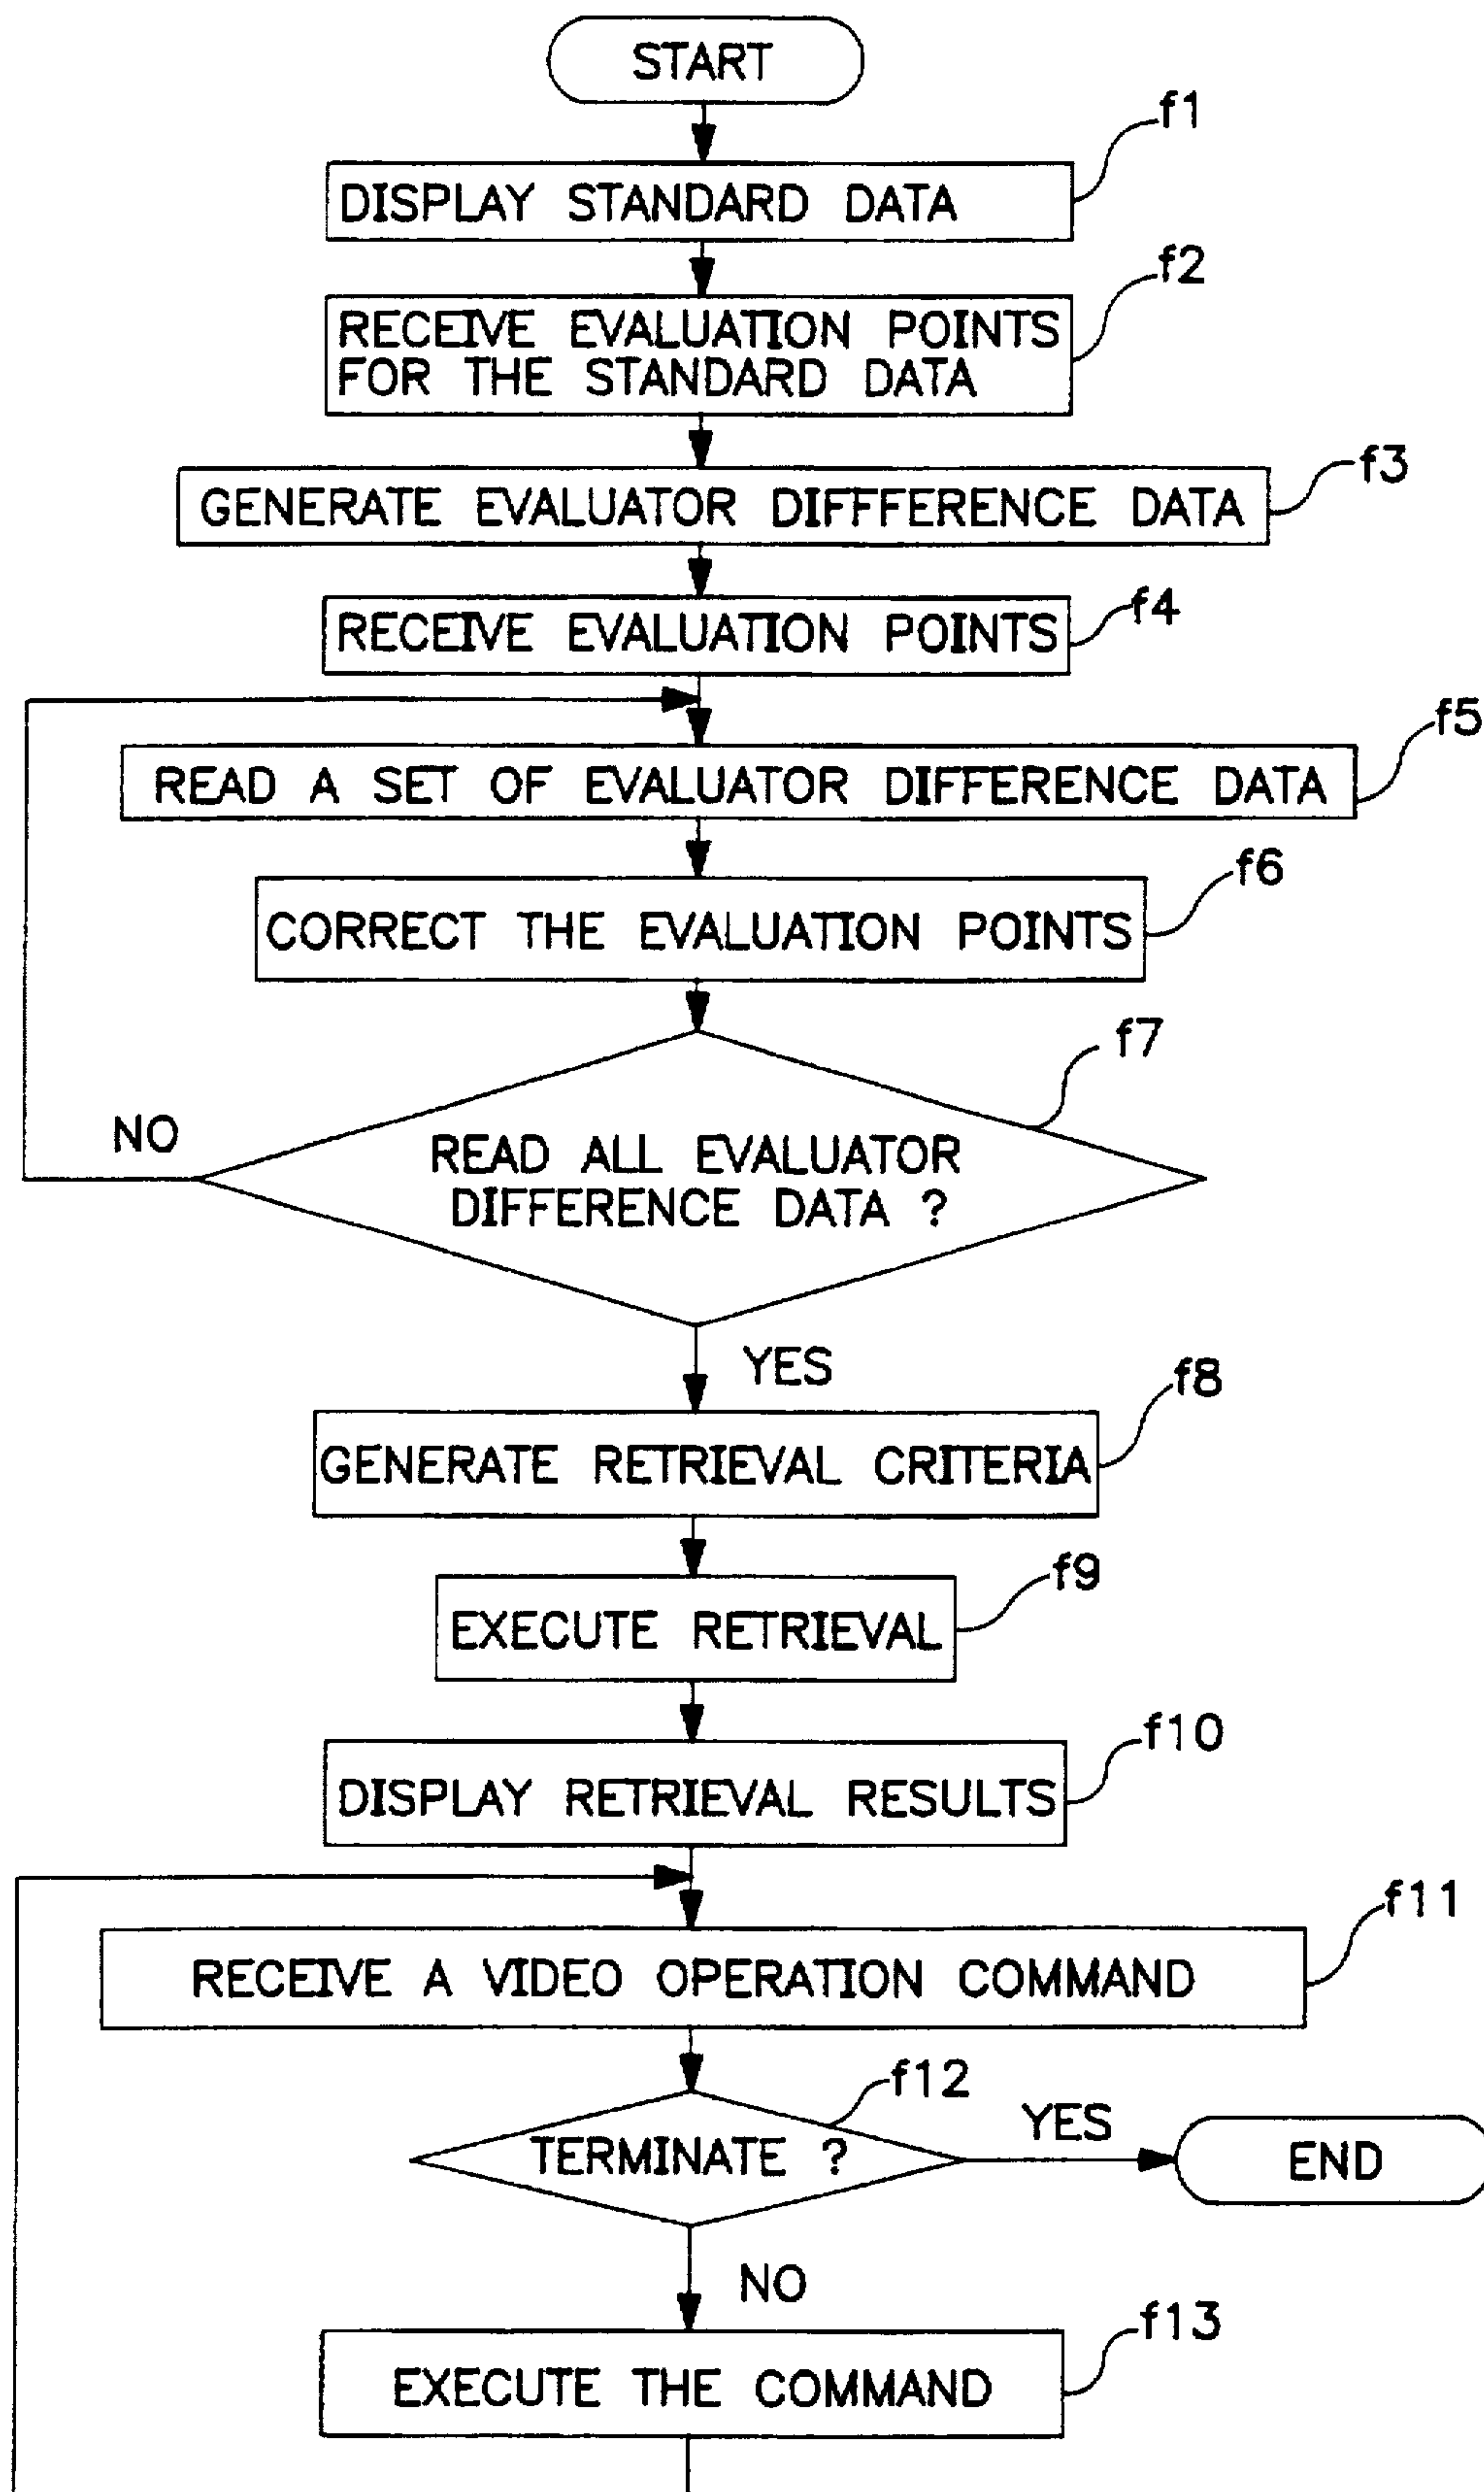 START
f1
DISPLAY STANDARD DATA
f2
RECEIVE EVALUATION POINTS
FOR THE STANDARD DATA
f3
GENERATE EVALUATOR DIFFFERENCE DATA
f4
RECEIVE EVALUATION POINTS
f5
READ A SET OF EVALUATOR DIFFERENCE DATA
f6
CORRECT THE EVALUATION POINTS
f7
NO
READ ALL EVALUATOR
DIFFERENCE DATA ?
YES
f8
GENERATE RETRIEVAL CRITERIA
f9
EXECUTE RETRIEVAL
f10
DISPLAY RETRIEVAL RESULTS
f11
RECEIVE A VIDEO OPERATION COMMAND
f12
TERMINATE ?
YES
END
NO
f13
EXECUTE THE COMMAND